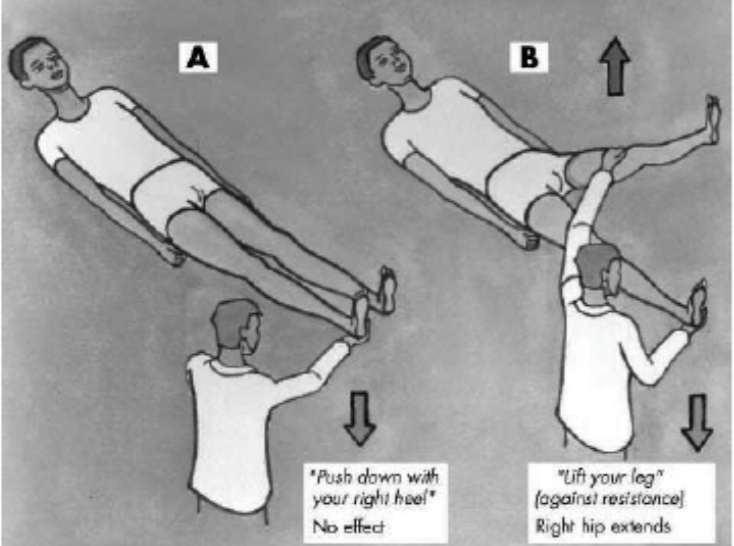 A
B
"Push down with
your right heel"
No effect
"Lift your leg"
(against resistance)
Right hip extends